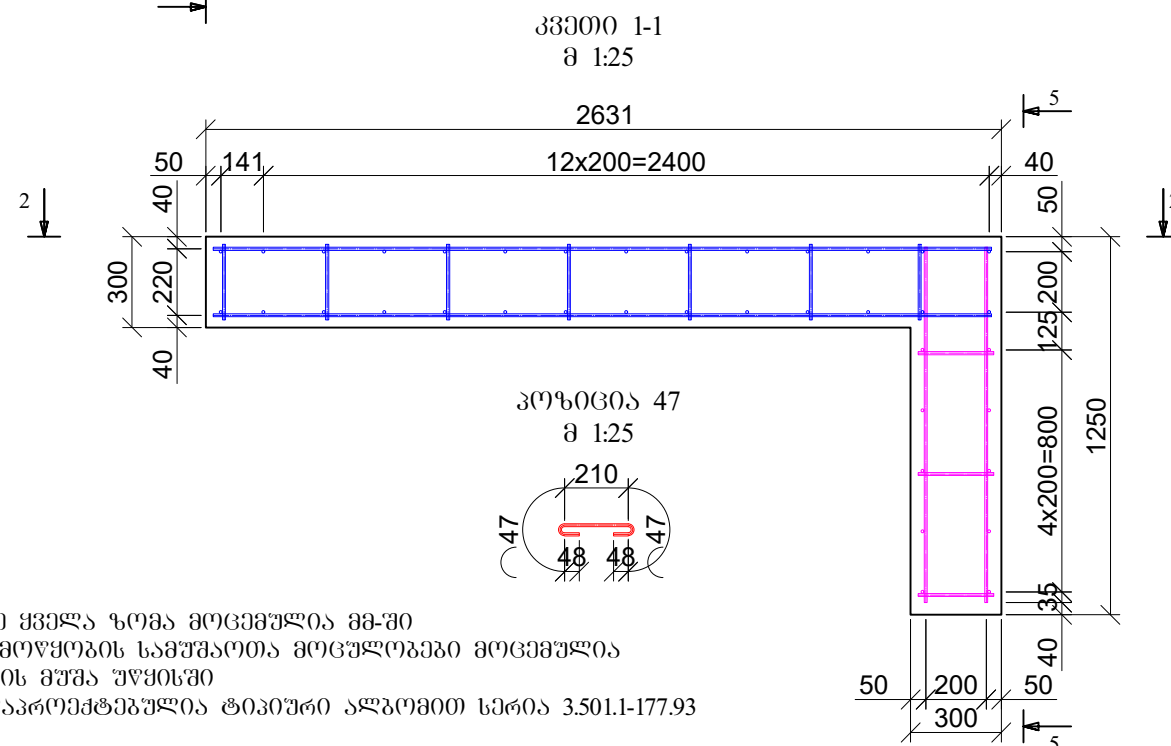 კვეთი 1-1
მ 1:25
5
2631
50 141 12x200=2400 40
40
50
2
300
220
200
125
40
პოზიცია 47
მ 1:25
1250
210
4x200=800
47
47
48 48
35
ყველა ზომა მოცემულია მმ-ში
მოწყობის სამუშაოთა მოცულობები მოცემულია
მუშა უწყისში
ტიპიური ალბომით სერია 3.501.1-177.93
40
50 200 50
300
5